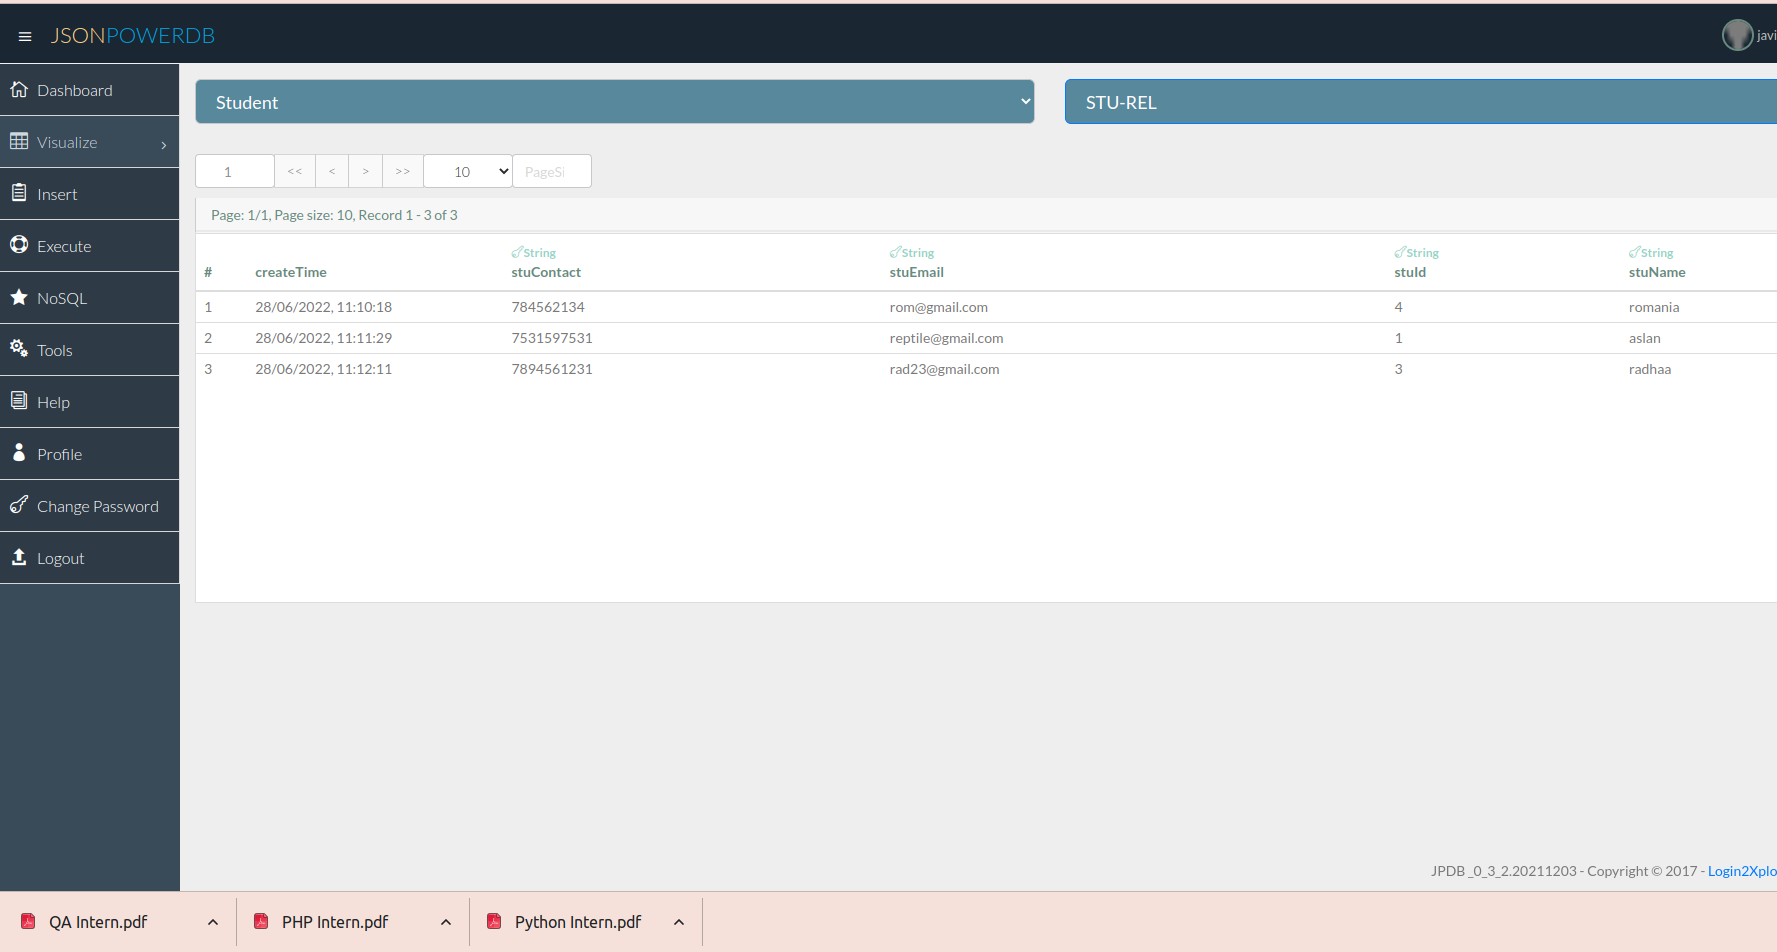 JSONPOWERDB
javi
Dashboard
Visualize
Insert
Execute
NoSQL
Tools
Help
Profile
Change Password
Logout
Student
STU-REL
1 << < > >> 10 PageSi
Page: 1/1, Page size: 10, Record 1 - 3 of 3
String String String String
# createTime stuContact stuEmail stuId stuName
1 28/06/2022, 11:10:18 784562134 rom@gmail.com 4 romania
2 28/06/2022, 11:11:29 7531597531 reptile@gmail.com 1 aslan
3 28/06/2022, 11:12:11 7894561231 rad23@gmail.com 3 radhaa
JPDB _0_3_2.20211203 - Copyright © 2017 - Login2Xplo
QA Intern.pdf PHP Intern.pdf Python Intern.pdf